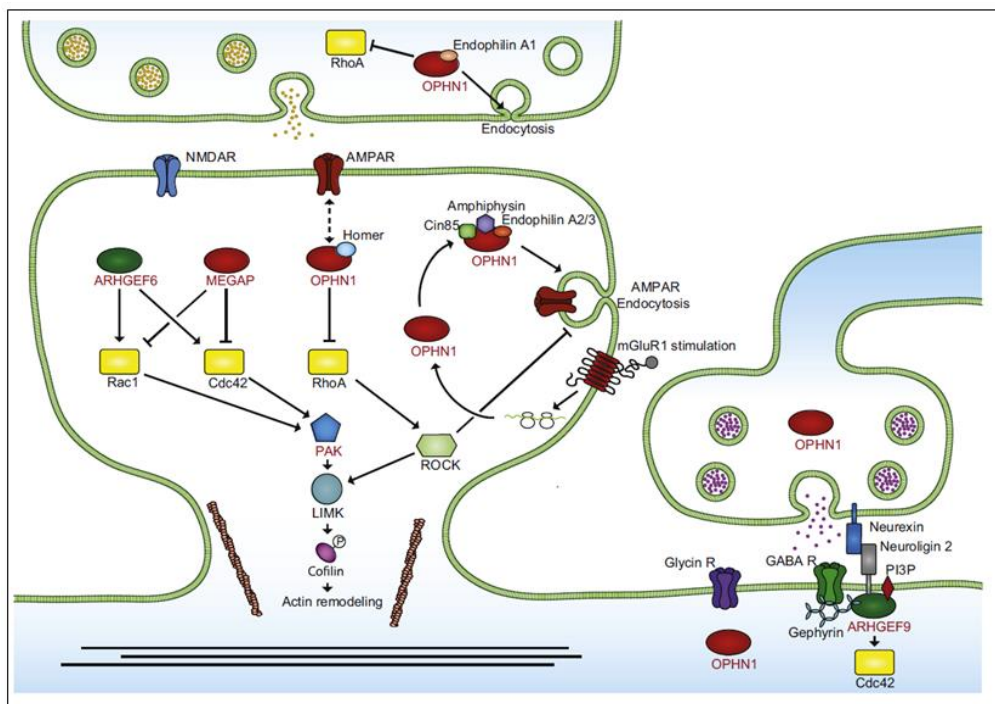 Endophilin A1
RhoA
OPHN1
Endocytosis
NMDAR
AMPAR
Amphiphysin
Cin85
Endophilin A2/3
Homer
OPHN1
ARHGEF6
MEGAP
OPHN1
AMPAR
Endocytosis
OPHN1
mGluR1 stimulation
Rac1
Cdc42
RhoA
OPHN1
PAK
ROCK
LIMK
P
Cofilin
Actin remodeling
Neurexin
Neuroligin 2
Glycin R
GABA R
PI3P
Gephyrin
ARHGEF9
OPHN1
Cdc42